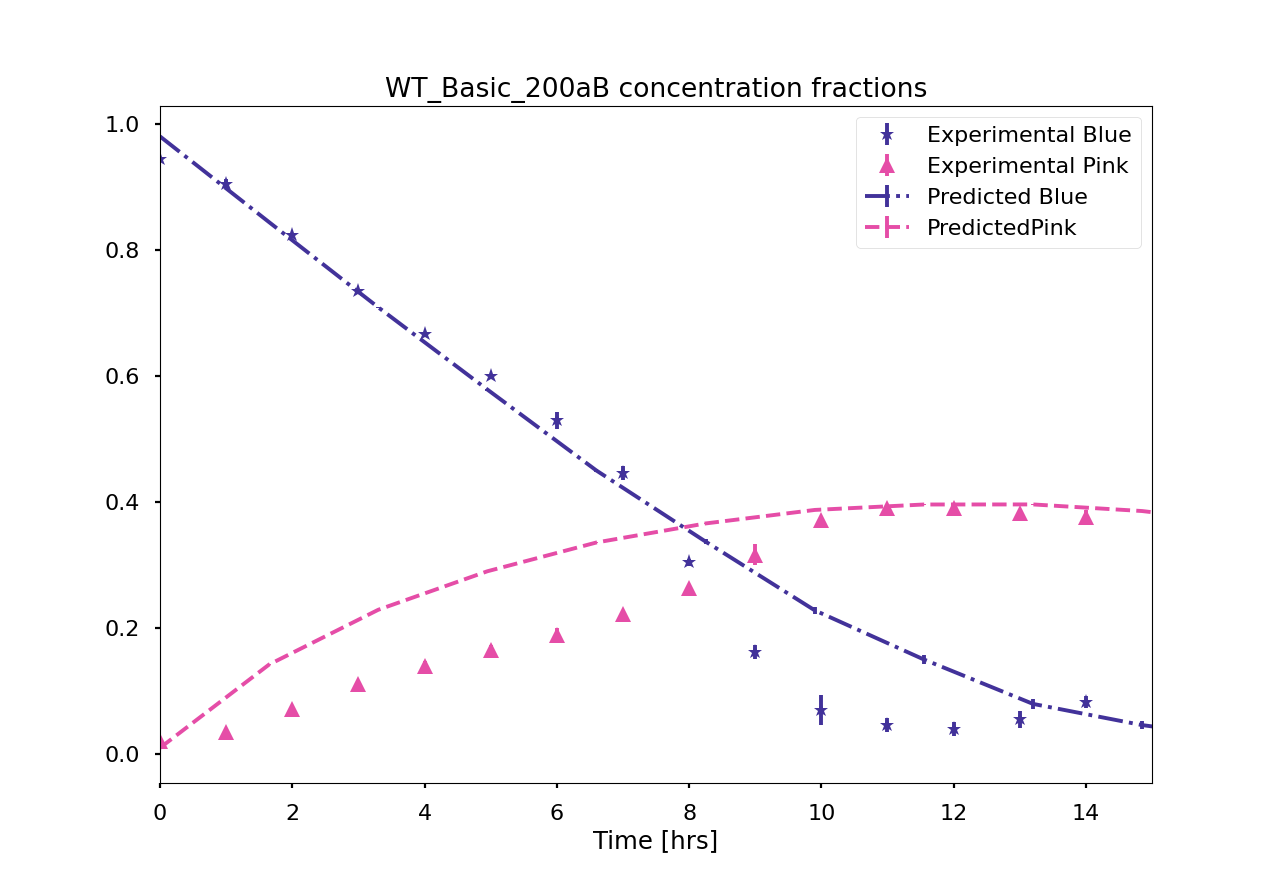 WT_Basic_200aB concentration fractions
1.0
0.8
0.6
0.4
0.2
0.0
Experimental Blue
Experimental Pink
Predicted Blue
PredictedPink
0 2 4 6 8 10 12 14
Time [hrs]